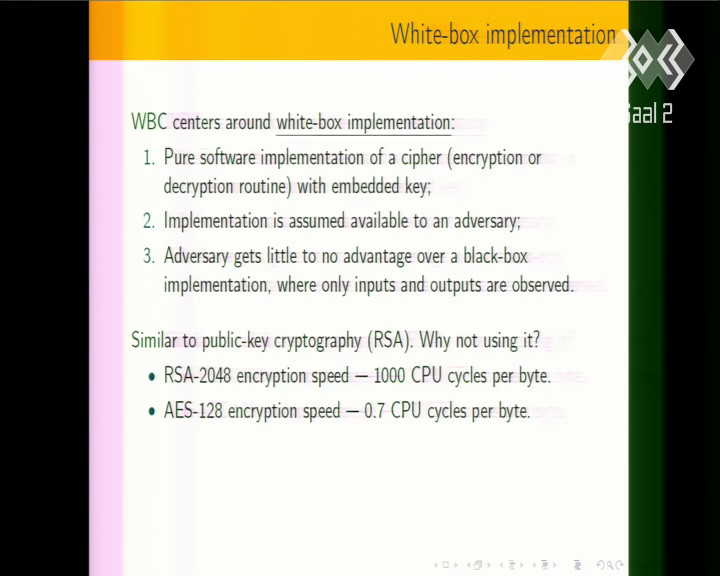 White-box implementation
Saal 2
WBC centers around white-box implementation:
1. Pure software implementation of a cipher (encryption or
decryption routine) with embedded key;
2. Implementation is assumed available to an adversary;
3. Adversary gets little to no advantage over a black-box
implementation, where only inputs and outputs are observed.
Similar to public-key cryptography (RSA). Why not using it?
• RSA-2048 encryption speed — 1000 CPU cycles per byte.
• AES-128 encryption speed — 0.7 CPU cycles per byte.